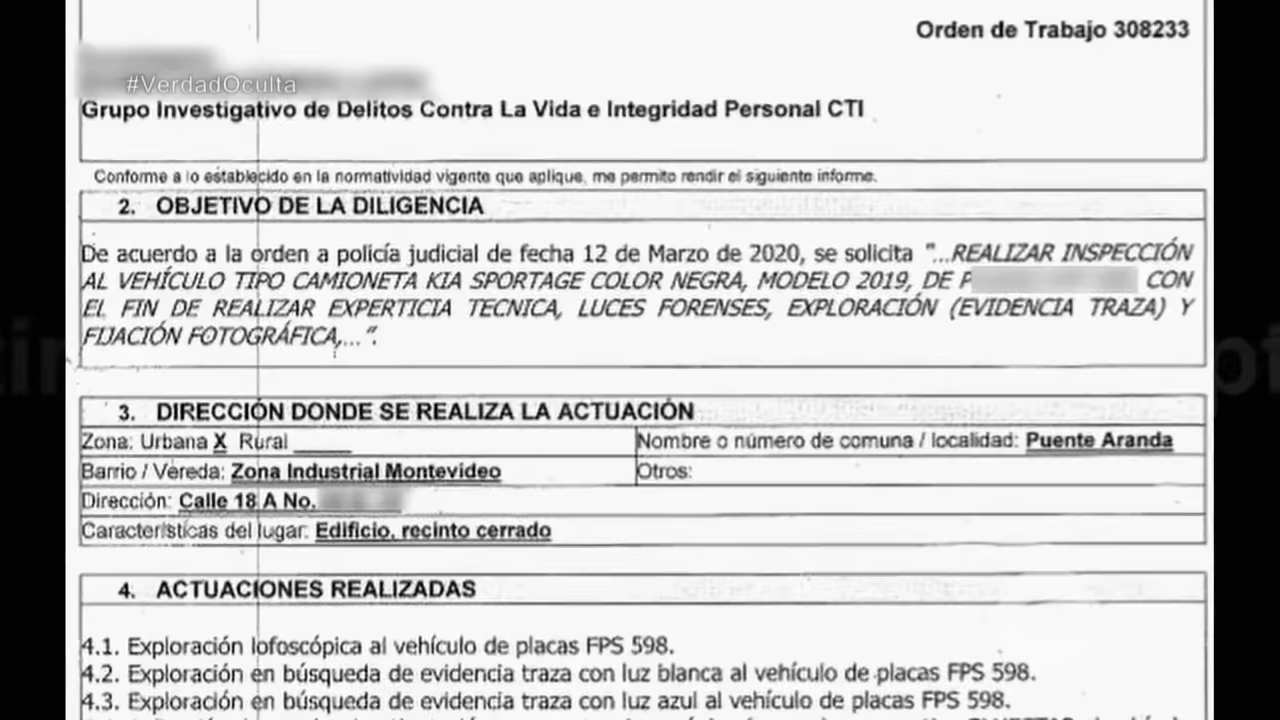 Orden de Trabajo 308233
#VerdadOculta
Grupo Investigativo de Delitos Contra La Vida e Integridad Personal CTI
Conforme a lo establecido en la normatividad vigente que aplique, me permito rendir el siguiente informe.
2. OBJETIVO DE LA DILIGENCIA
De acuerdo a la orden a policía judicial de fecha 12 de Marzo de 2020, se solicita "...REALIZAR INSPECCIÓN
AL VEHÍCULO TIPO CAMIONETA KIA SPORTAGE COLOR NEGRA, MODELO 2019, DE CON
EL FIN DE REALIZAR EXPERTICIA TECNICA, LUCES FORENSES, EXPLORACIÓN (EVIDENCIA TRAZA) Y
FIJACIÓN FOTOGRÁFICA,...".
3. DIRECCIÓN DONDE SE REALIZA LA ACTUACIÓN
Zona: Urbana X Rural ____ Nombre o número de comuna / localidad: Puente Aranda
Barrio / Vereda: Zona Industrial Montevideo Otros:
Dirección: Calle 18 A No.
Características del lugar: Edificio, recinto cerrado
4. ACTUACIONES REALIZADAS
4.1. Exploración lofoscópica al vehículo de placas FPS 598.
4.2. Exploración en búsqueda de evidencia traza con luz blanca al vehículo de placas FPS 598.
4.3. Exploración en búsqueda de evidencia traza con luz azul al vehículo de placas FPS 598.